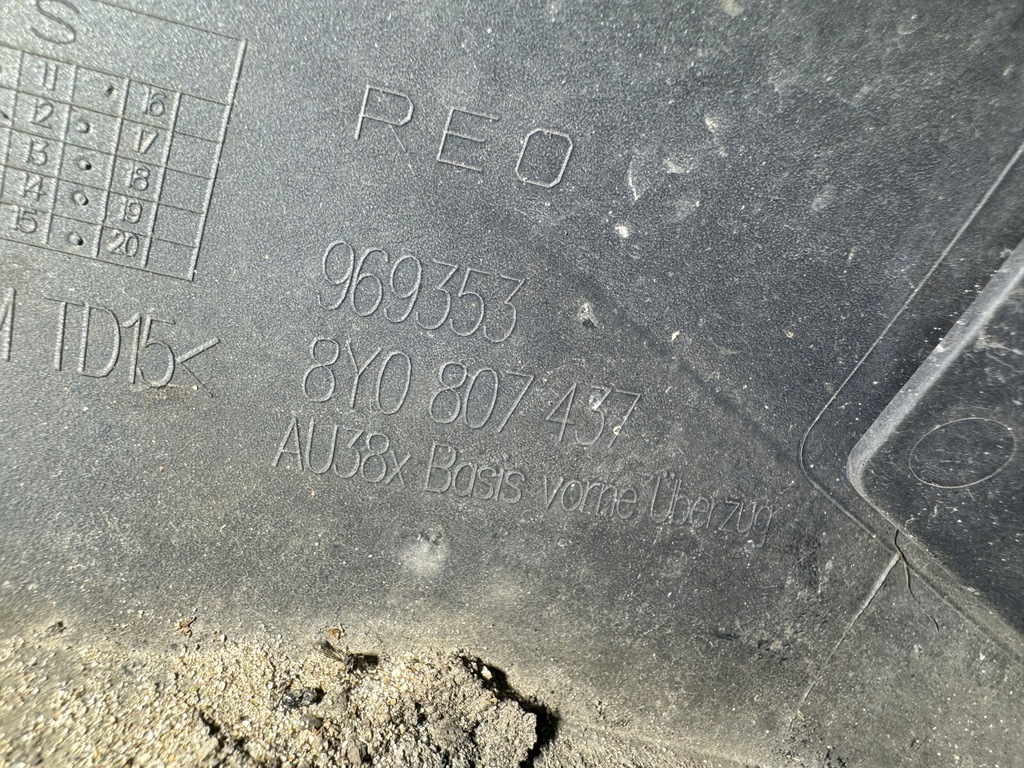 S
11 16
12 17
13 18
14 19
15 20
REO
M TD15<
969353
8Y0 807 437
AU38x Basis vorne Überzug